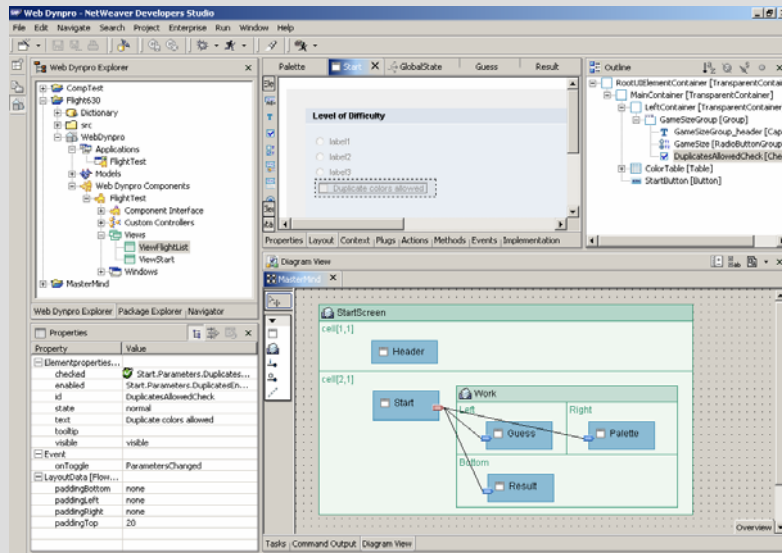 Web Dynpro - NetWeaver Developers Studio
File Edit Navigate Search Project Enterprise Run Window Help
Web Dynpro Explorer
CompTest
Flight630
Dictionary
src
WebDynpro
Applications
FlightTest
Models
Web Dynpro Components
FlightTest
Component Interface
Custom Controllers
Views
ViewFlightList
ViewStart
Windows
MasterMind
Web Dynpro Explorer Package Explorer Navigator
Palette Start GlobalState Guess Result
Level of Difficulty
label1
label2
label3
Duplicate colors allowed
Properties Layout Context Plugs Actions Methods Events Implementation
Outline
RootUIElementContainer [TransparentContai
MainContainer [TransparentContainer]
LeftContainer [TransparentContainer
GameSizeGroup [Group]
GameSizeGroup_header [Cap
GameSize [RadioButtonGroup
DuplicatesAllowedCheck [Che
ColorTable [Table]
StartButton [Button]
Properties
Property Value
Elementproperties...
checked Start.Parameters.Duplicates...
enabled Start.Parameters.DuplicatesEn...
id DuplicatesAllowedCheck
state normal
text Duplicate colors allowed
tooltip
visible visible
Event
onToggle ParametersChanged
LayoutData [Flow...
paddingBottom none
paddingLeft none
paddingRight none
paddingTop 20
Diagram View
MasterMind
StartScreen
cell[1,1]
Header
cell[2,1]
Start
Work
Left Right
Guess Palette
Bottom
Result
Overview
Tasks Command Output Diagram View